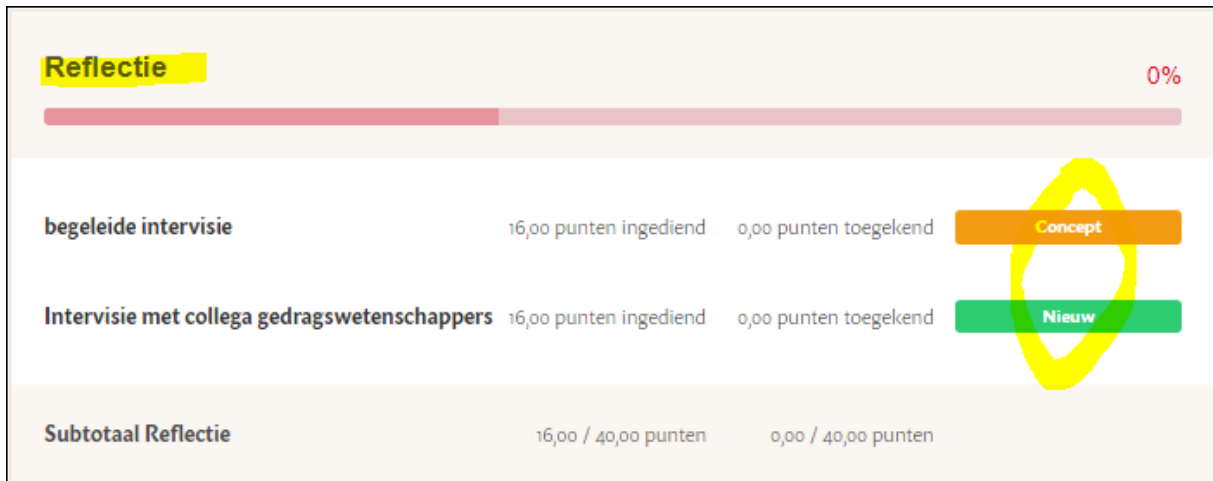 Reflectie
0%
begeleide intervisie 16,00 punten ingediend 0,00 punten toegekend Concept
Intervisie met collega gedragswetenschappers 16,00 punten ingediend 0,00 punten toegekend Nieuw
Subtotaal Reflectie 16,00 / 40,00 punten 0,00 / 40,00 punten